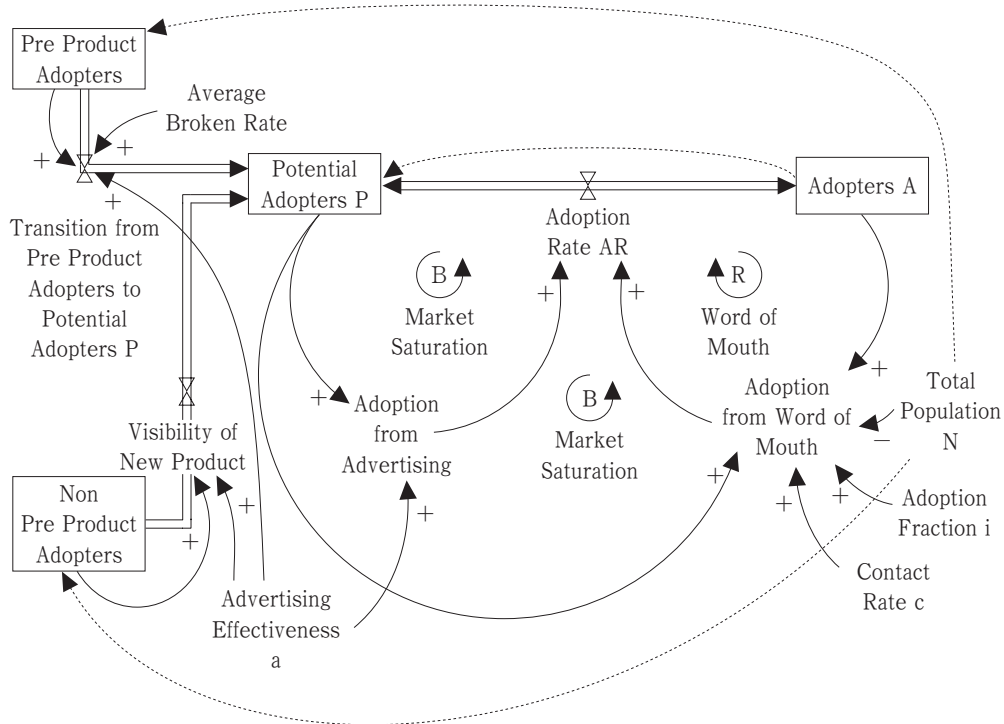 Pre Product
Adopters
Average
Broken Rate
+
+
+
Transition from
Pre Product
Adopters to
Potential
Adopters P
Potential
Adopters P
Adoption
Rate AR
Adopters A
B
Market
Saturation
+
+
R
Word of
Mouth
B
Market
Saturation
+
Adoption
from
Advertising
+
Adoption
from Word of
Mouth
+
Total
Population
N
−
+
+
+
Adoption
Fraction i
Contact
Rate c
Visibility of
New Product
+
+
Non
Pre Product
Adopters
Advertising
Effectiveness
a
+